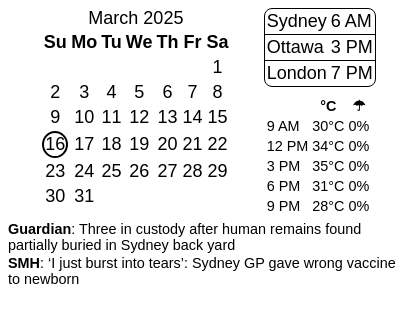 March 2025
Su Mo Tu We Th Fr Sa
1
2 3 4 5 6 7 8
9 10 11 12 13 14 15
16 17 18 19 20 21 22
23 24 25 26 27 28 29
30 31
Sydney 6 AM
Ottawa 3 PM
London 7 PM
°C ☂
9 AM 30°C 0%
12 PM 34°C 0%
3 PM 35°C 0%
6 PM 31°C 0%
9 PM 28°C 0%
Guardian: Three in custody after human remains found
partially buried in Sydney back yard
SMH: ‘I just burst into tears’: Sydney GP gave wrong vaccine
to newborn